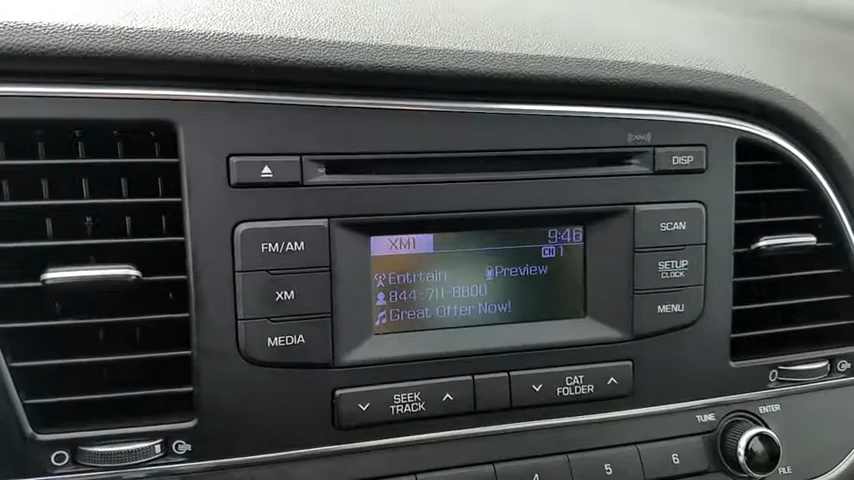 DISP
FM/AM
XM
MEDIA
XM1 9:46
CH 1
Entrtain Preview
844-711-8800
Great Offer Now!
SCAN
SETUP
CLOCK
MENU
SEEK
TRACK
CAT
FOLDER
TUNE
ENTER
FILE
4
5
6